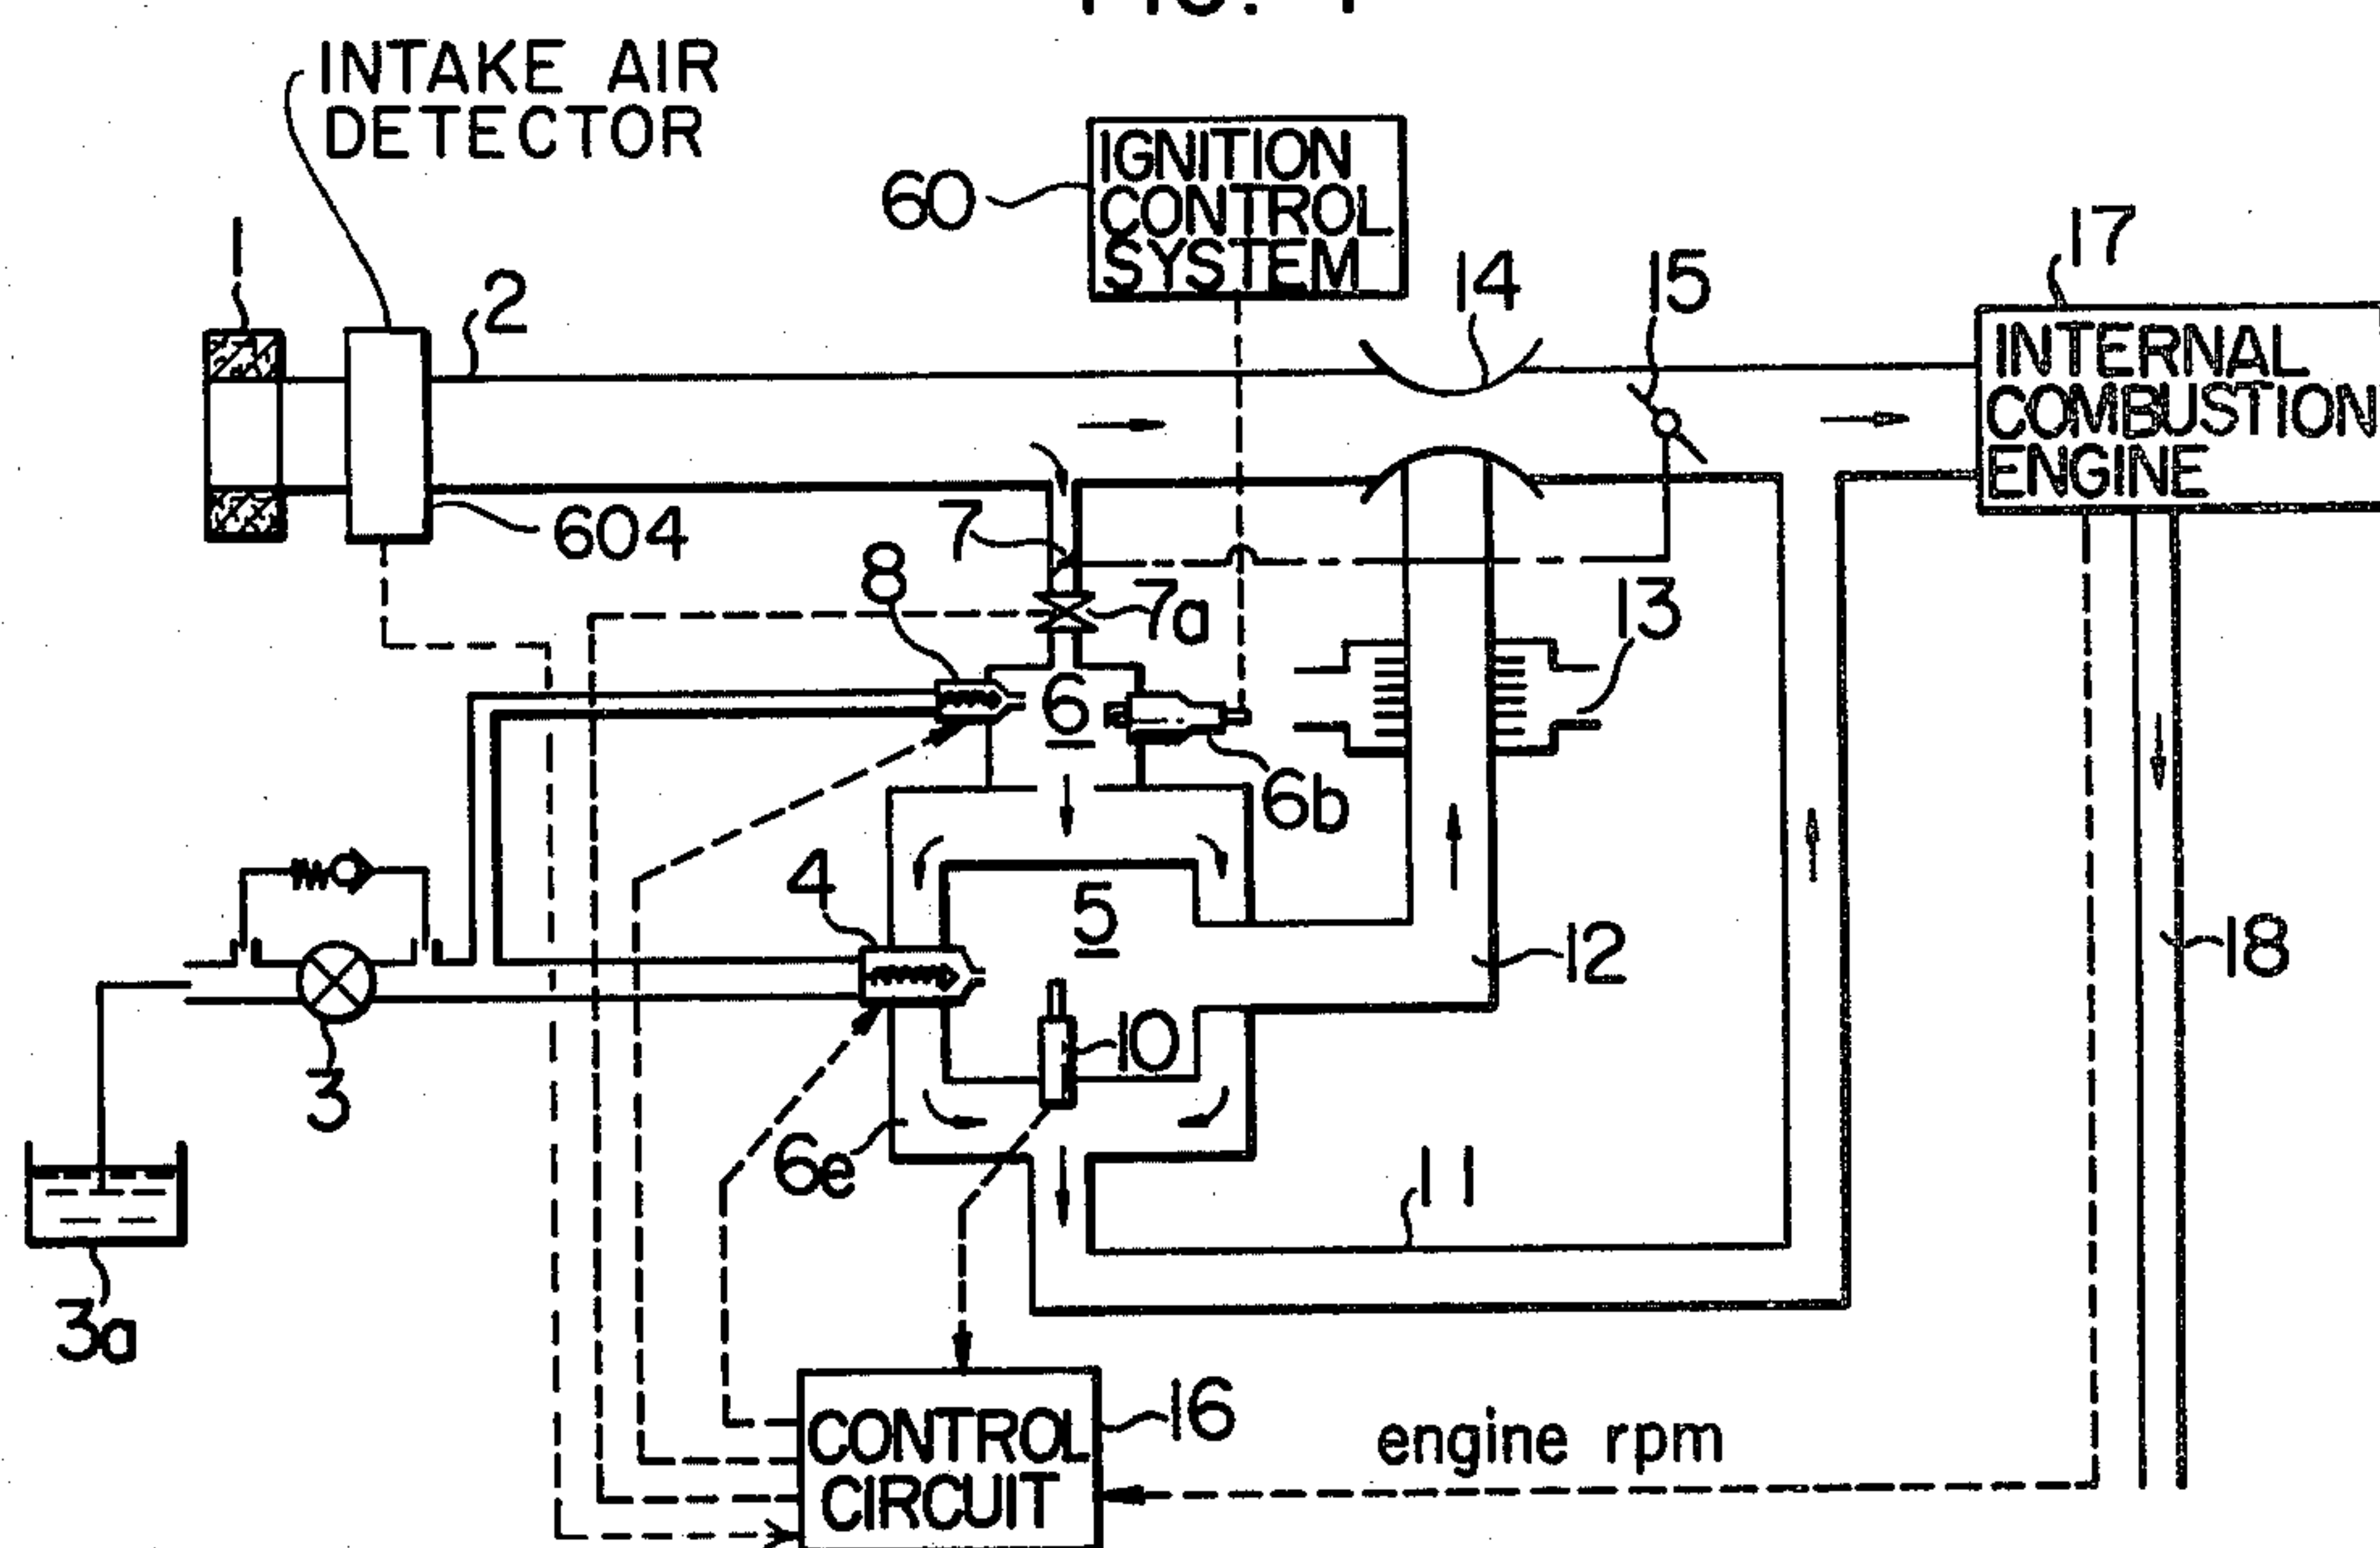 INTAKE AIR
DETECTOR
60
IGNITION
CONTROL
SYSTEM
1
2
14
15
17
INTERNAL
COMBUSTION
ENGINE
604
7
8
7a
13
6
6b
4
5
12
18
10
3
6e
11
3a
CONTROL
CIRCUIT
16
engine rpm